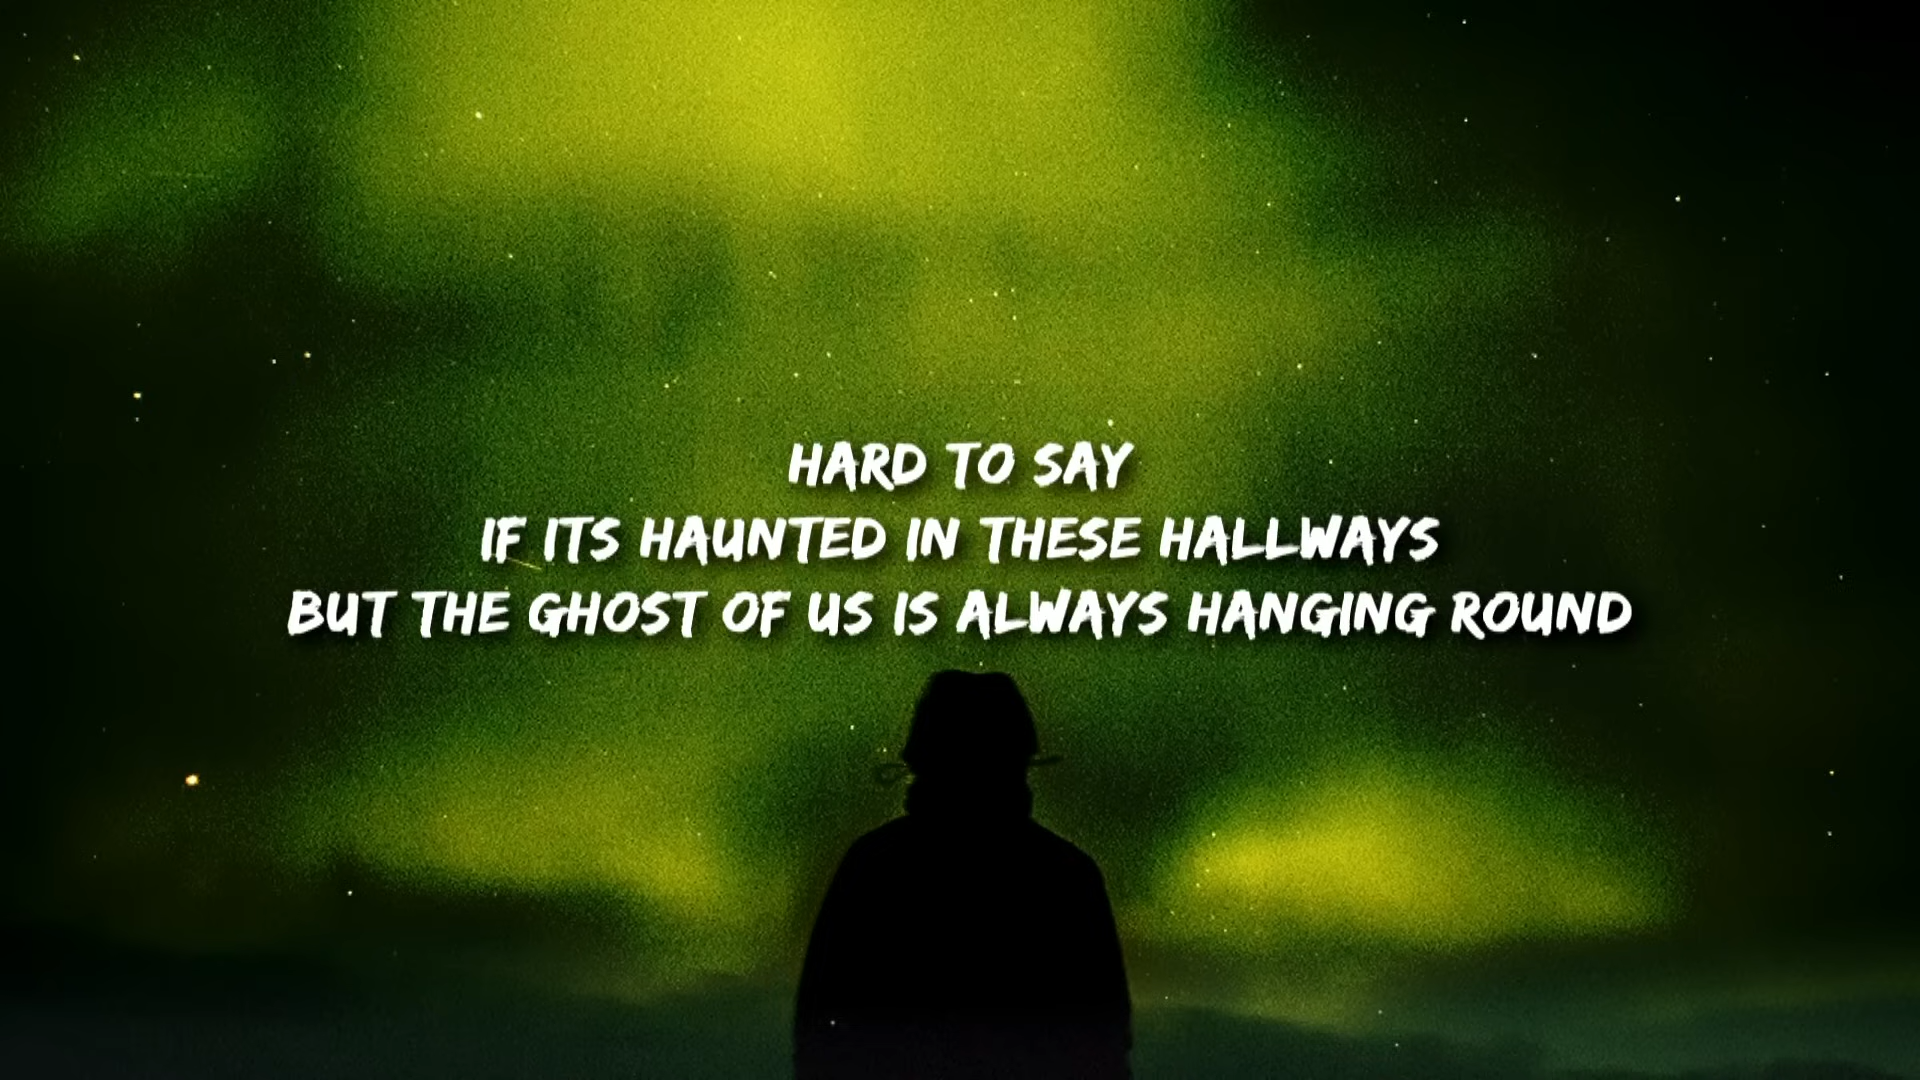 HARD TO SAY
IF ITS HAUNTED IN THESE HALLWAYS
BUT THE GHOST OF US IS ALWAYS HANGING ROUND